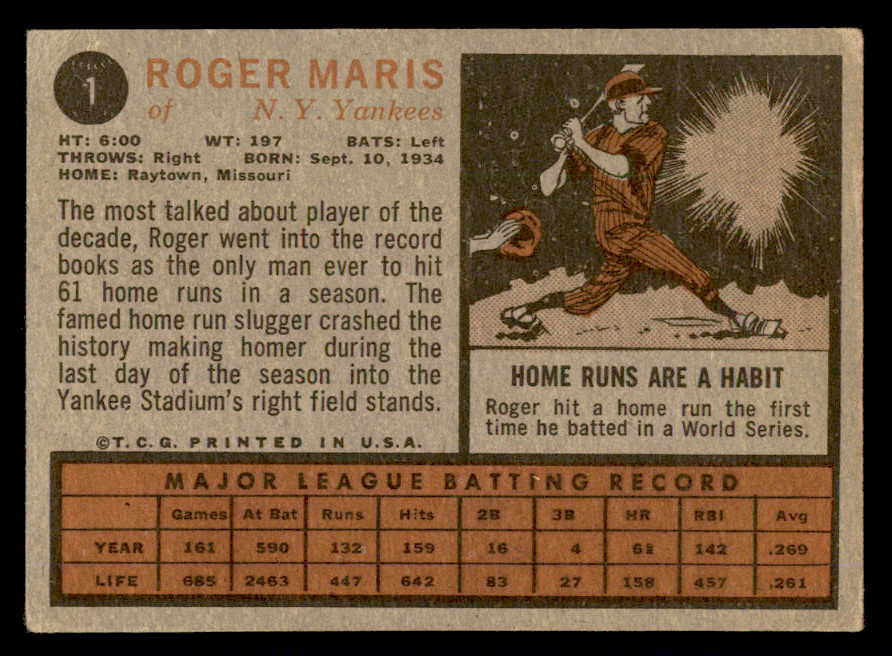 1
ROGER MARIS
of N. Y. Yankees
HT: 6:00 WT: 197 BATS: Left
THROWS: Right BORN: Sept. 10, 1934
HOME: Raytown, Missouri
The most talked about player of the
decade, Roger went into the record
books as the only man ever to hit
61 home runs in a season. The
famed home run slugger crashed the
history making homer during the
last day of the season into the
Yankee Stadium's right field stands.
©T.C.G. PRINTED IN U.S.A.
HOME RUNS ARE A HABIT
Roger hit a home run the first
time he batted in a World Series.
MAJOR LEAGUE BATTING RECORD
Games At Bat Runs Hits 2B 3B HR RBI Avg
YEAR 161 590 132 159 16 4 61 142 .269
LIFE 685 2463 447 642 83 27 158 457 .261